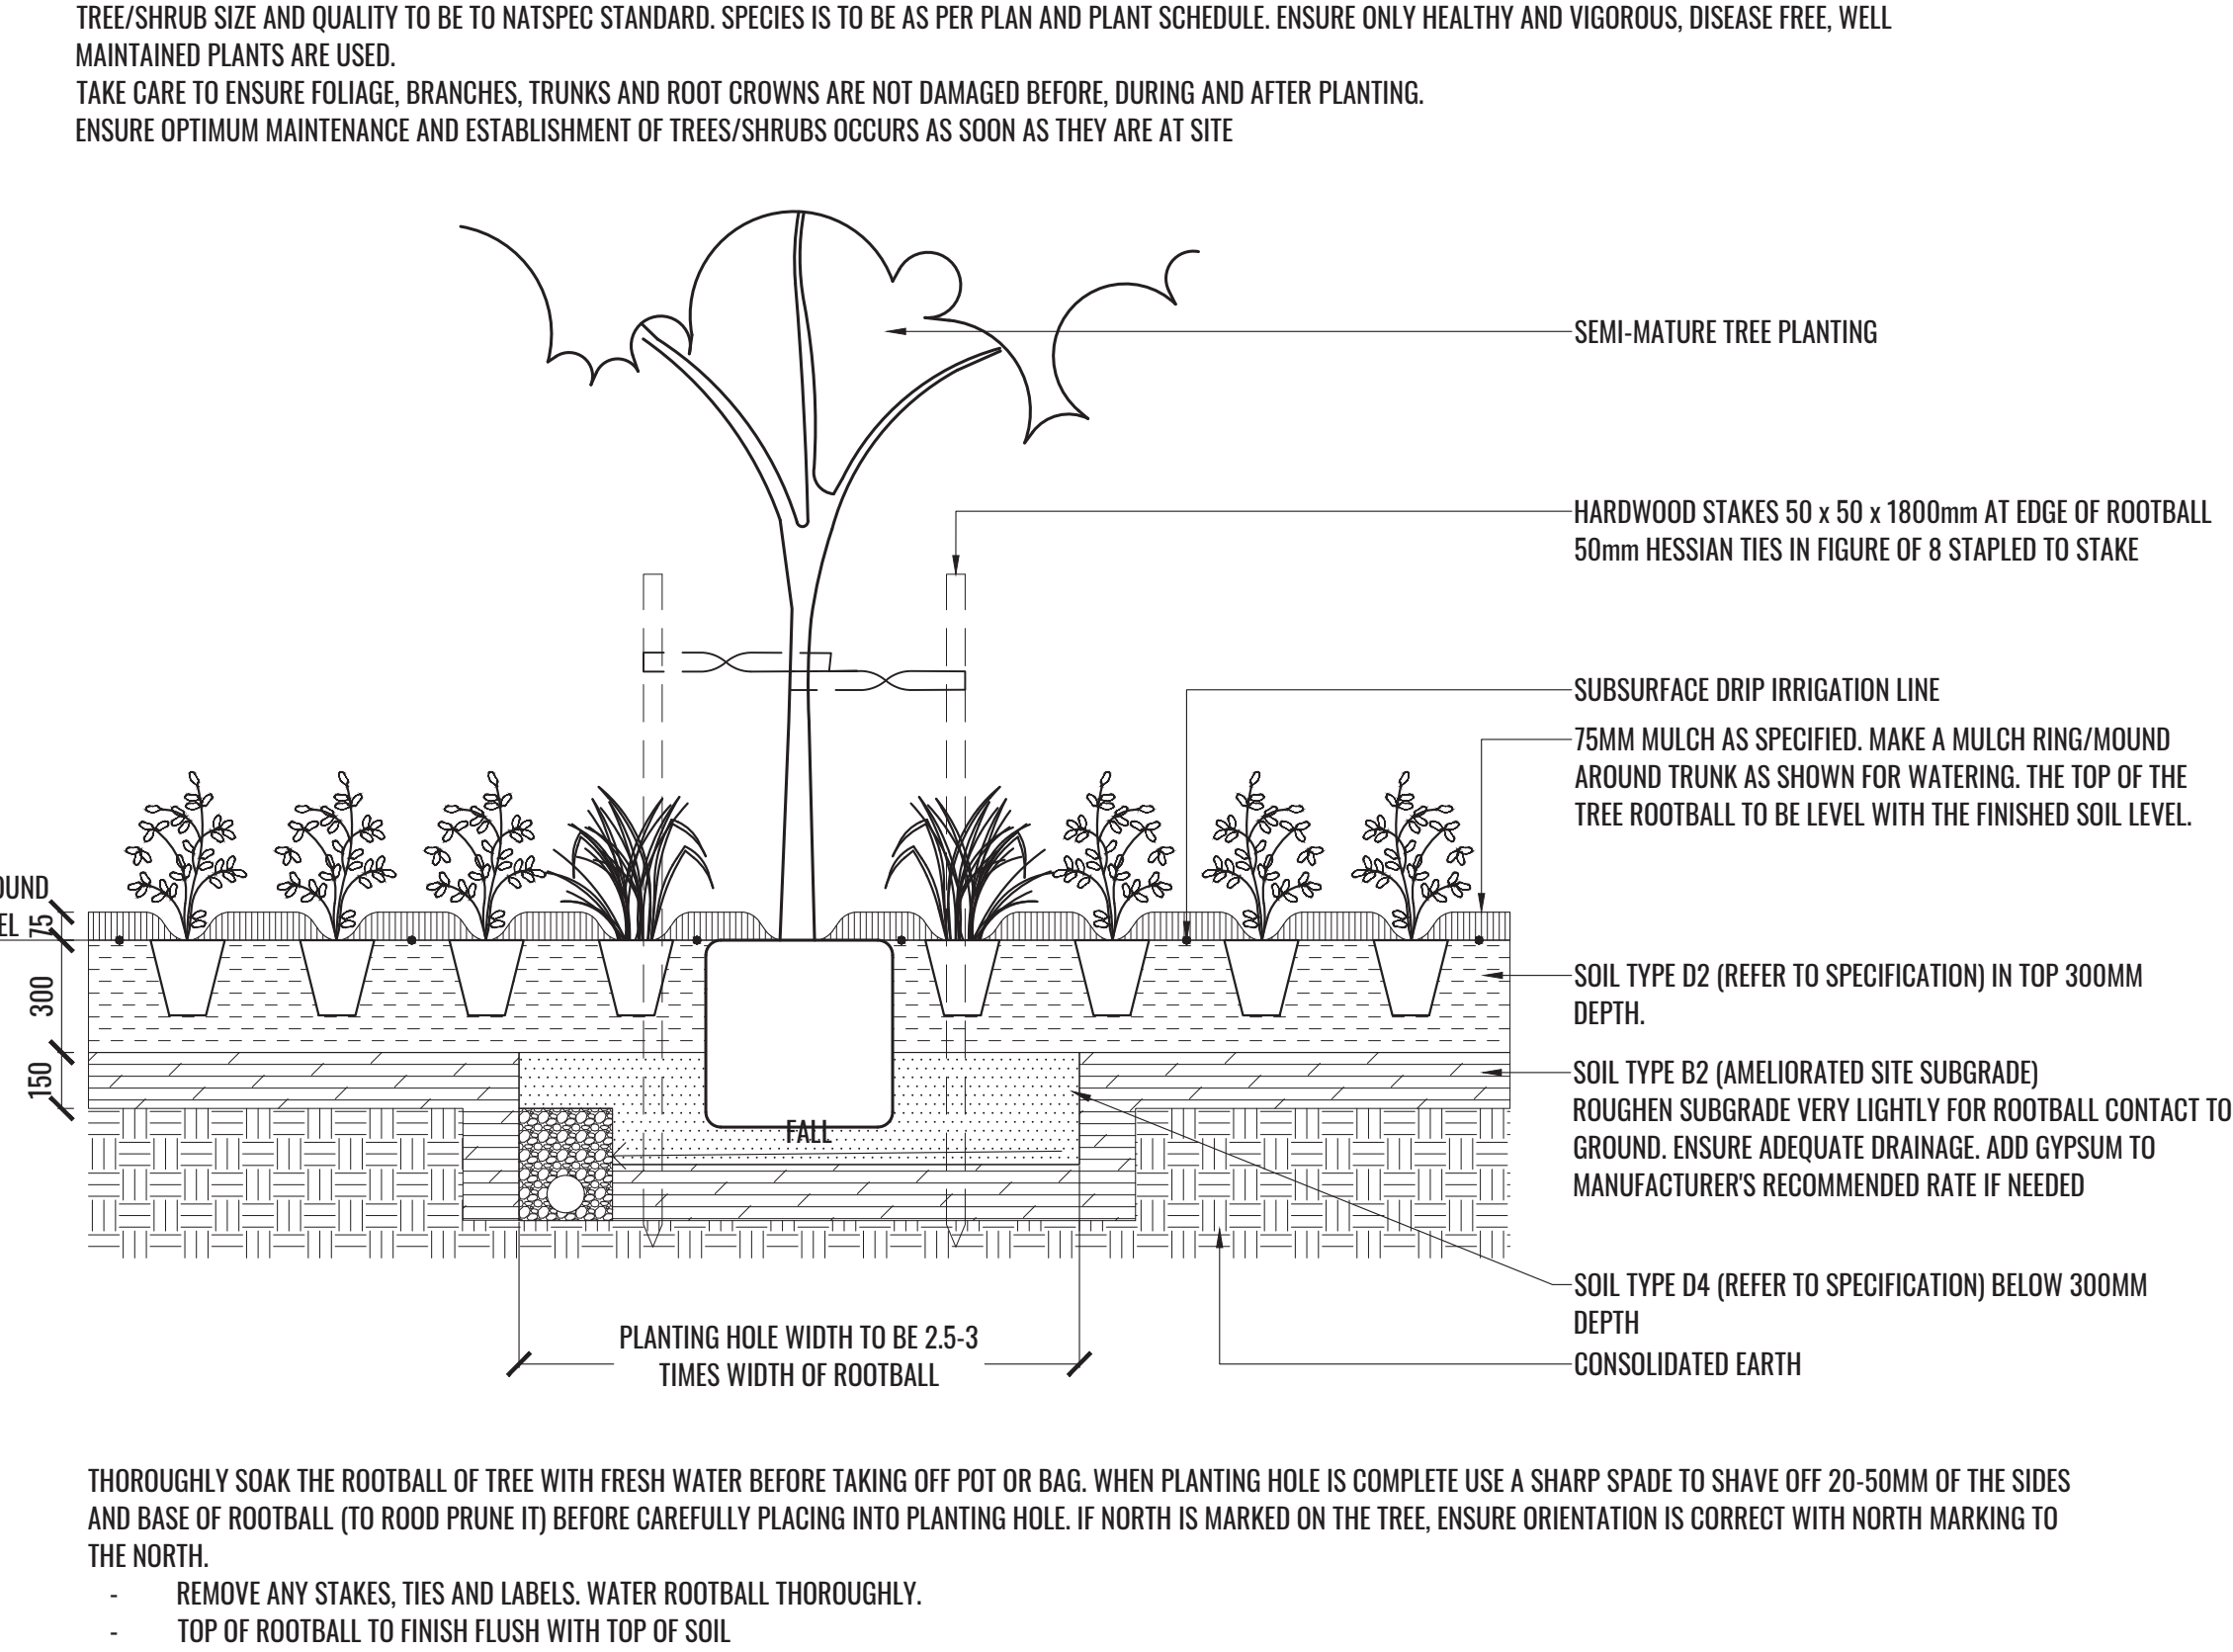 TREE/SHRUB SIZE AND QUALITY TO BE TO NATSPEC STANDARD. SPECIES IS TO BE AS PER PLAN AND PLANT SCHEDULE. ENSURE ONLY HEALTHY AND VIGOROUS, DISEASE FREE, WELL
MAINTAINED PLANTS ARE USED.
TAKE CARE TO ENSURE FOLIAGE, BRANCHES, TRUNKS AND ROOT CROWNS ARE NOT DAMAGED BEFORE, DURING AND AFTER PLANTING.
ENSURE OPTIMUM MAINTENANCE AND ESTABLISHMENT OF TREES/SHRUBS OCCURS AS SOON AS THEY ARE AT SITE
SEMI-MATURE TREE PLANTING
HARDWOOD STAKES 50 x 50 x 1800mm AT EDGE OF ROOTBALL
50mm HESSIAN TIES IN FIGURE OF 8 STAPLED TO STAKE
SUBSURFACE DRIP IRRIGATION LINE
75MM MULCH AS SPECIFIED. MAKE A MULCH RING/MOUND
AROUND TRUNK AS SHOWN FOR WATERING. THE TOP OF THE
TREE ROOTBALL TO BE LEVEL WITH THE FINISHED SOIL LEVEL.
OUND
EL
75
300
150
SOIL TYPE D2 (REFER TO SPECIFICATION) IN TOP 300MM
DEPTH.
SOIL TYPE B2 (AMELIORATED SITE SUBGRADE)
ROUGHEN SUBGRADE VERY LIGHTLY FOR ROOTBALL CONTACT TO
GROUND. ENSURE ADEQUATE DRAINAGE. ADD GYPSUM TO
MANUFACTURER'S RECOMMENDED RATE IF NEEDED
FALL
SOIL TYPE D4 (REFER TO SPECIFICATION) BELOW 300MM
DEPTH
CONSOLIDATED EARTH
PLANTING HOLE WIDTH TO BE 2.5-3
TIMES WIDTH OF ROOTBALL
THOROUGHLY SOAK THE ROOTBALL OF TREE WITH FRESH WATER BEFORE TAKING OFF POT OR BAG. WHEN PLANTING HOLE IS COMPLETE USE A SHARP SPADE TO SHAVE OFF 20-50MM OF THE SIDES
AND BASE OF ROOTBALL (TO ROOD PRUNE IT) BEFORE CAREFULLY PLACING INTO PLANTING HOLE. IF NORTH IS MARKED ON THE TREE, ENSURE ORIENTATION IS CORRECT WITH NORTH MARKING TO
THE NORTH.
- REMOVE ANY STAKES, TIES AND LABELS. WATER ROOTBALL THOROUGHLY.
- TOP OF ROOTBALL TO FINISH FLUSH WITH TOP OF SOIL